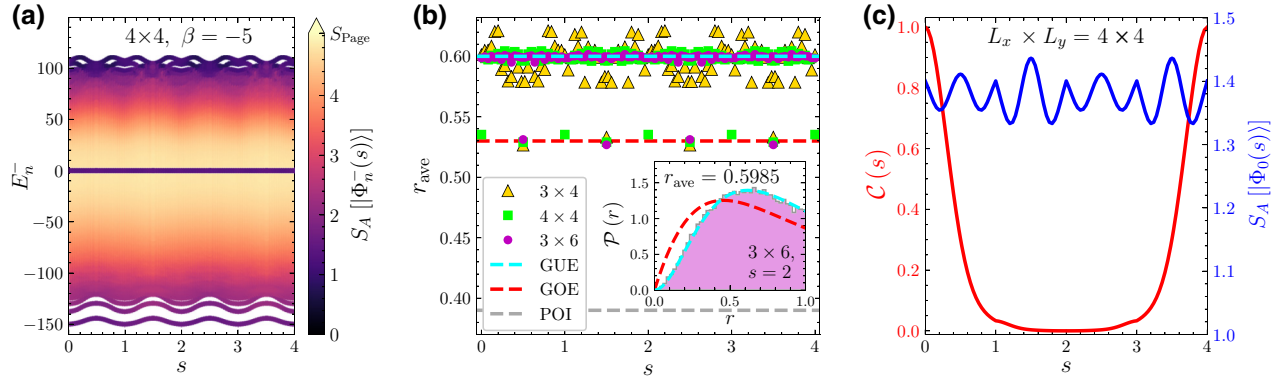 (a)
4×4, β = −5
100
50
0
−50
−100
−150
E_n^−
0 1 2 3 4
s
S_Page
5
4
3
2
1
0
S_A [|Φ_n^−(s)⟩]
(b)
0.60
0.55
0.50
0.45
0.40
r_ave
0 1 2 3 4
s
3 × 4
4 × 4
3 × 6
GUE
GOE
POI
r_ave = 0.5985
1.5
1.0
0.5
0.0
P(r)
3 × 6,
s = 2
0.0 0.5 1.0
r
(c)
L_x × L_y = 4 × 4
1.0
0.8
0.6
0.4
0.2
0.0
C(s)
0 1 2 3 4
s
1.5
1.4
1.3
1.2
1.1
1.0
S_A [|Φ_0(s)⟩]